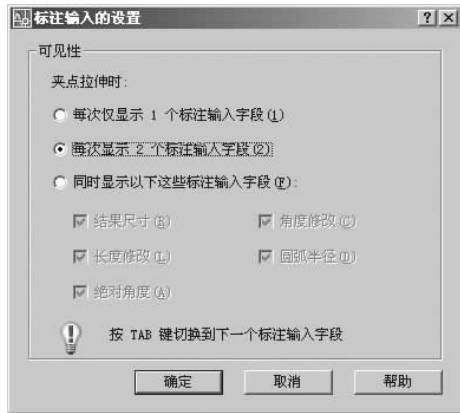 标注输入的设置
可见性
夹点拉伸时:
每次仅显示 1 个标注输入字段(1)
每次显示 2 个标注输入字段(2)
同时显示以下这些标注输入字段(F):
结果尺寸(R) 角度修改(C)
长度修改(L) 圆弧半径(D)
绝对角度(A)
按 TAB 键切换到下一个标注输入字段
确定 取消 帮助